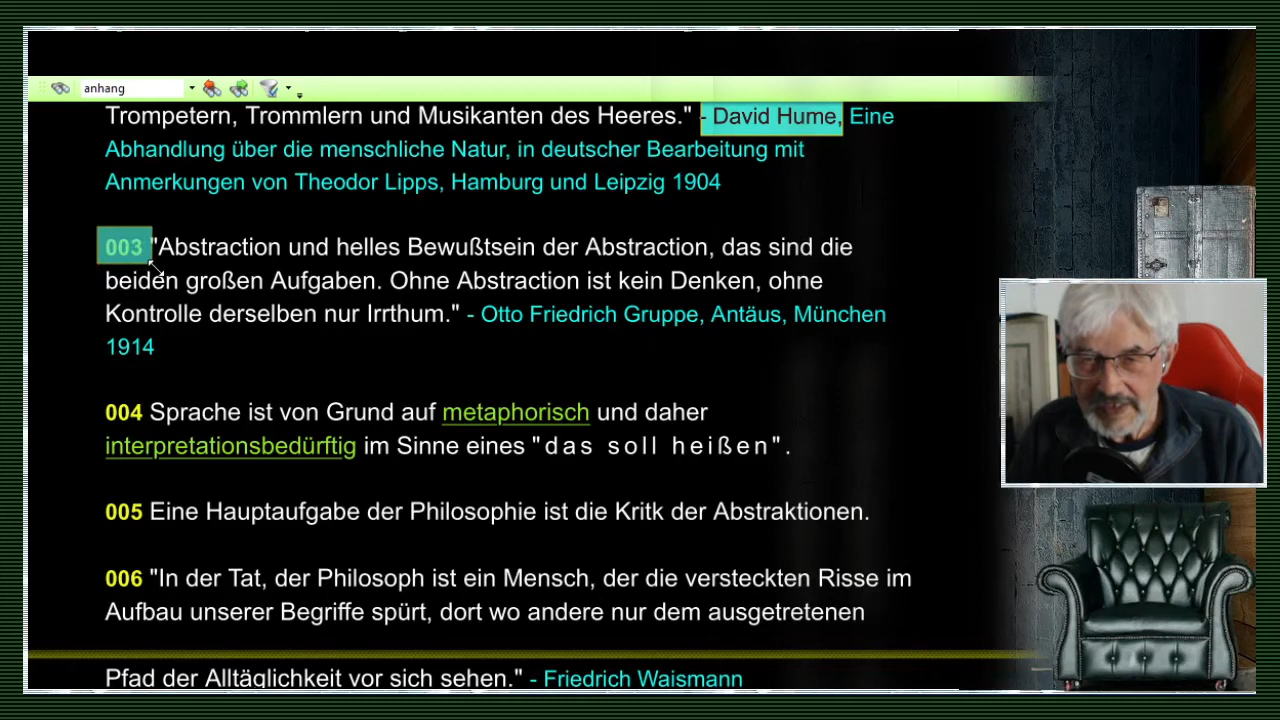 anhang
Trompetern, Trommlern und Musikanten des Heeres." - David Hume, Eine
Abhandlung über die menschliche Natur, in deutscher Bearbeitung mit
Anmerkungen von Theodor Lipps, Hamburg und Leipzig 1904
003 "Abstraction und helles Bewußtsein der Abstraction, das sind die
beiden großen Aufgaben. Ohne Abstraction ist kein Denken, ohne
Kontrolle derselben nur Irrthum." - Otto Friedrich Gruppe, Antäus, München
1914
004 Sprache ist von Grund auf metaphorisch und daher
interpretationsbedürftig im Sinne eines "das soll heißen".
005 Eine Hauptaufgabe der Philosophie ist die Kritk der Abstraktionen.
006 "In der Tat, der Philosoph ist ein Mensch, der die versteckten Risse im
Aufbau unserer Begriffe spürt, dort wo andere nur dem ausgetretenen
Pfad der Alltäglichkeit vor sich sehen." - Friedrich Waismann